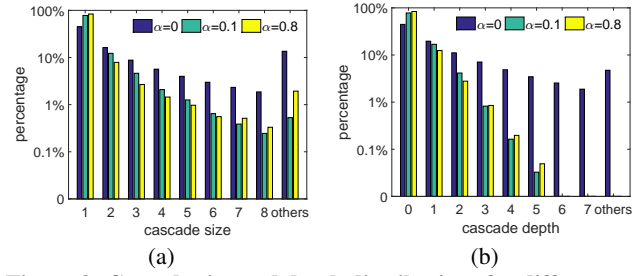 100%
10%
1%
0.1%
0
percentage
α=0 α=0.1 α=0.8
1 2 3 4 5 6 7 8 others
cascade size
(a)
100%
10%
1%
0.1%
0
percentage
α=0 α=0.1 α=0.8
0 1 2 3 4 5 6 7 others
cascade depth
(b)